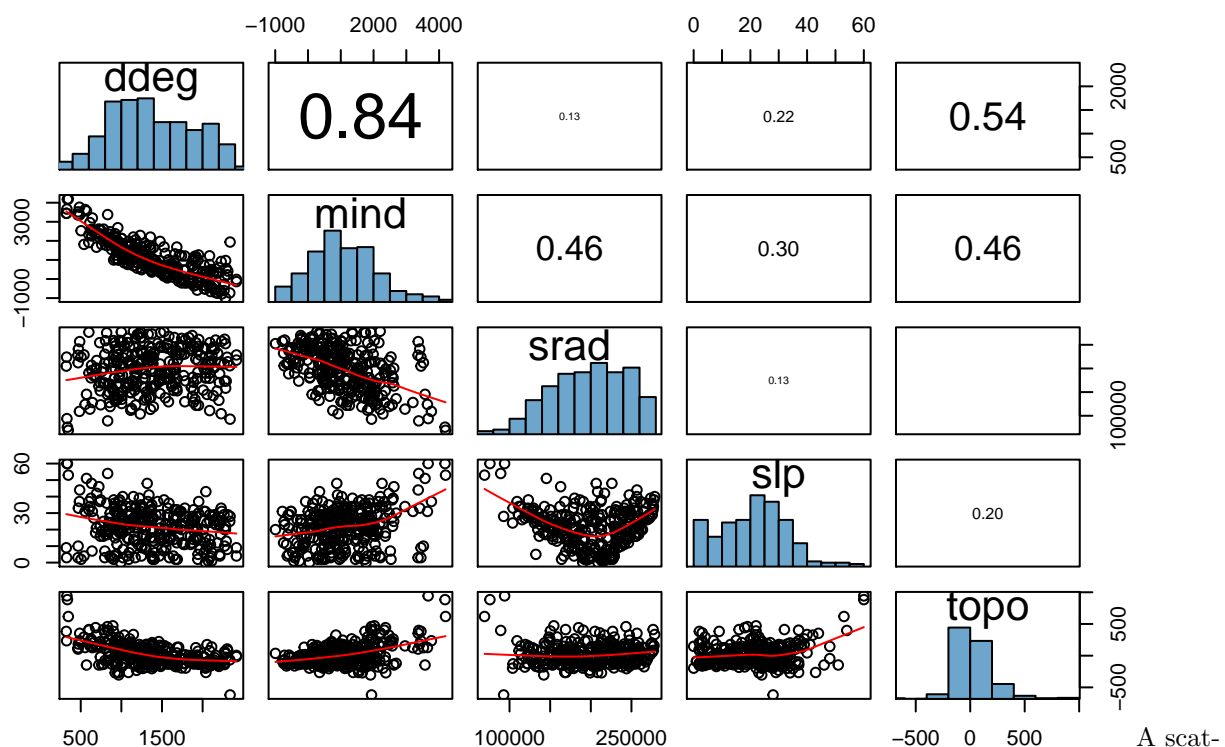 −1000 2000 4000 0 20 40 60
ddeg 0.84 0.13 0.22 0.54 500 2000
−1000 3000 mind 0.46 0.30 0.46
srad 0.13 100000
0 30 60 slp 0.20
topo −500 500
500 1500 100000 250000 −500 0 500
A scat-